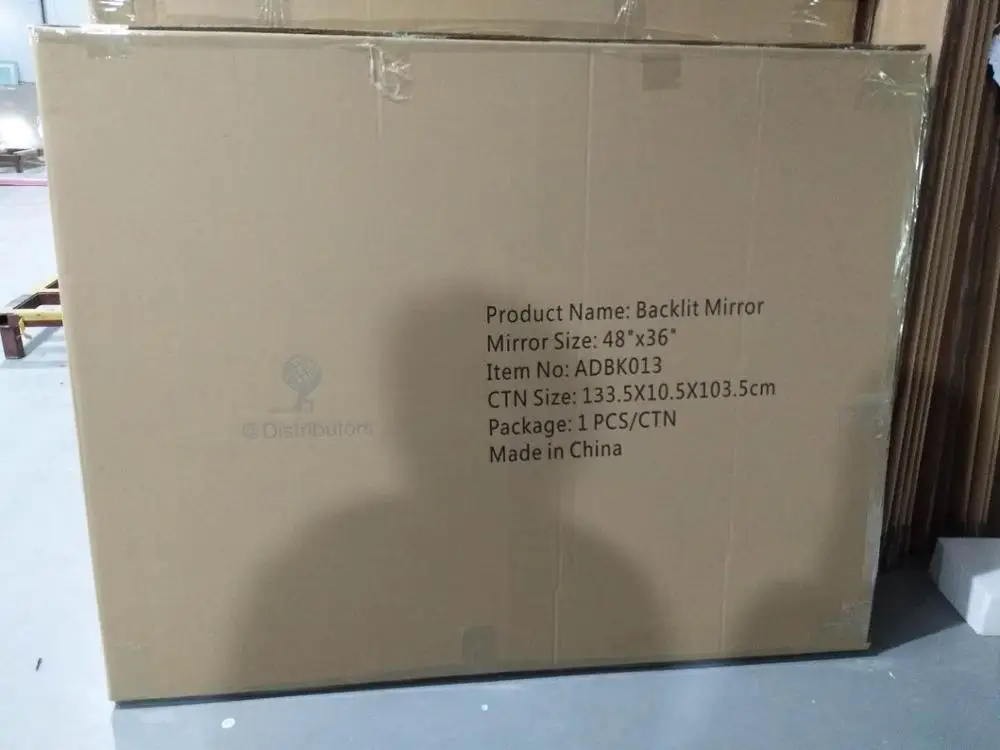 Distributors
Product Name: Backlit Mirror
Mirror Size: 48"x36"
Item No: ADBK013
CTN Size: 133.5X10.5X103.5cm
Package: 1 PCS/CTN
Made in China